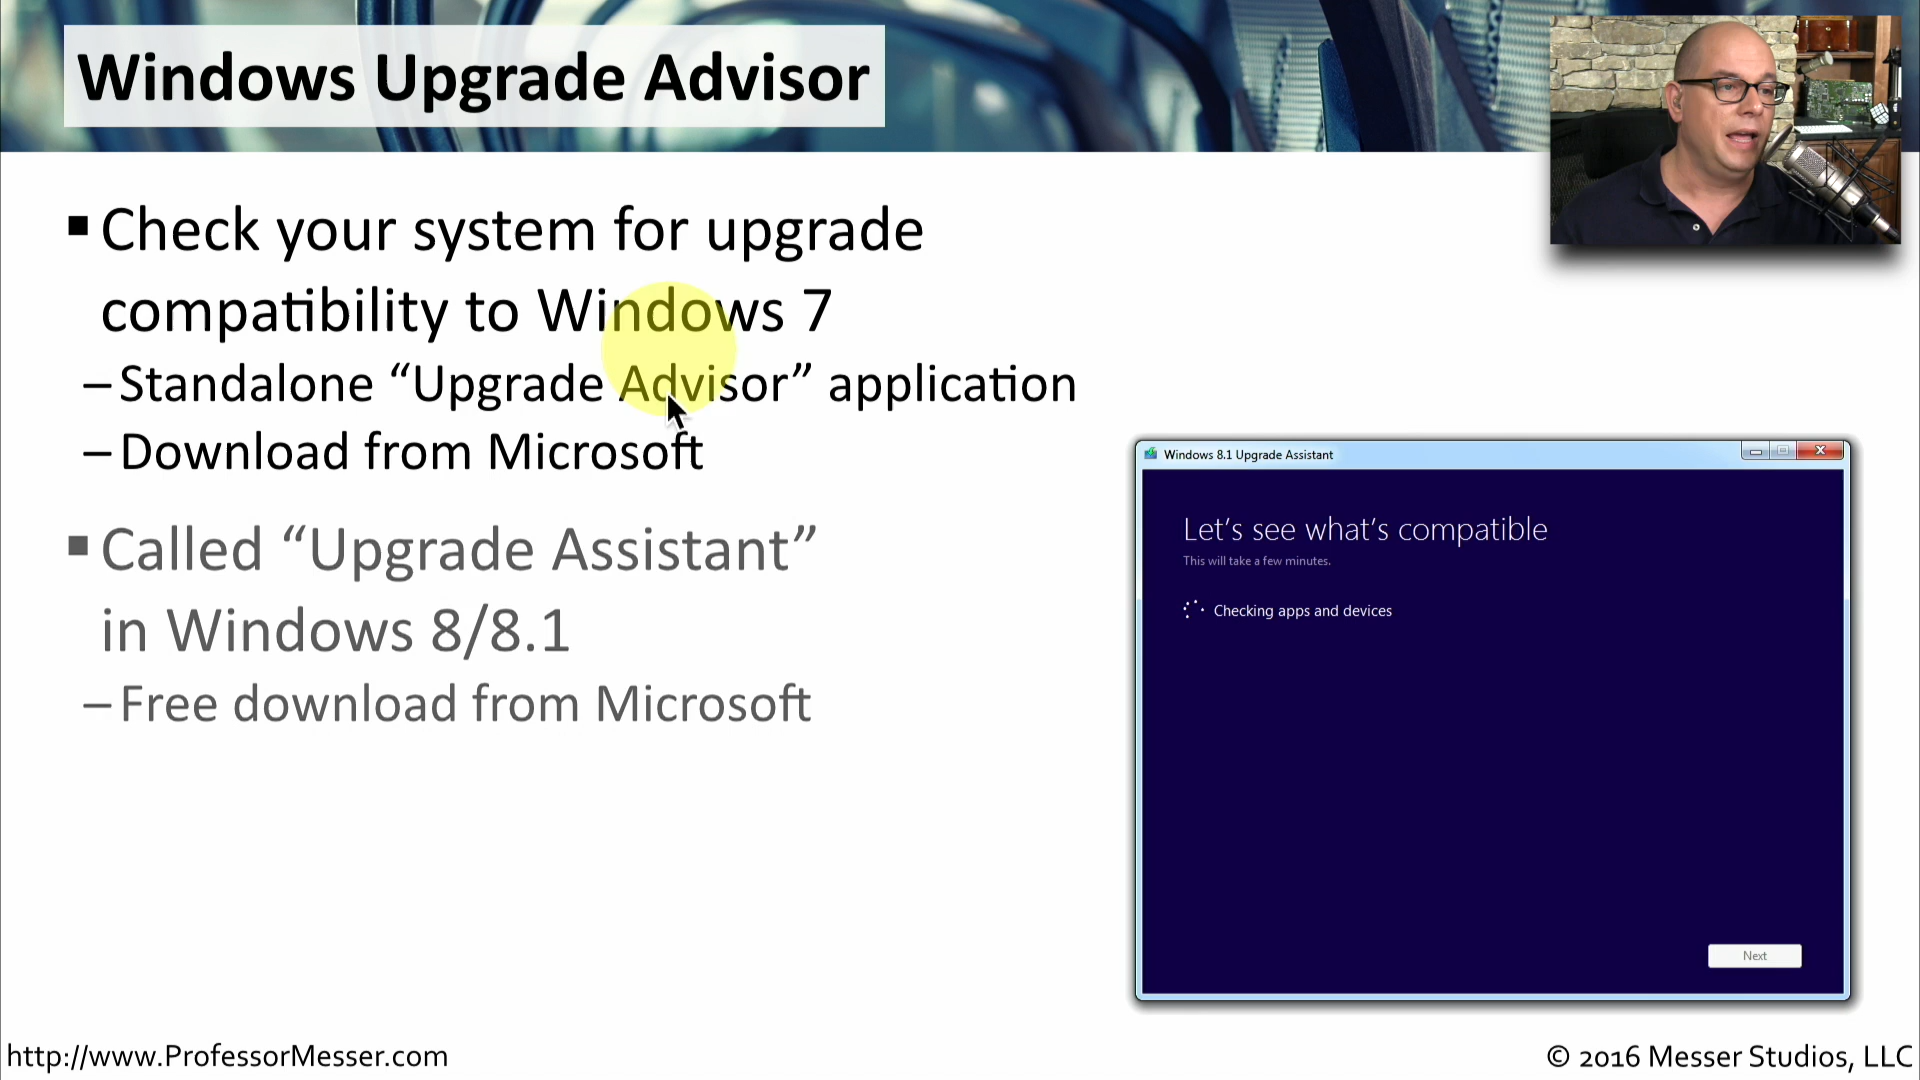 Windows Upgrade Advisor
▪ Check your system for upgrade
compatibility to Windows 7
– Standalone “Upgrade Advisor” application
– Download from Microsoft
▪ Called “Upgrade Assistant”
in Windows 8/8.1
– Free download from Microsoft
Windows 8.1 Upgrade Assistant
Let’s see what’s compatible
This will take a few minutes.
Checking apps and devices
Next
http://www.ProfessorMesser.com
© 2016 Messer Studios, LLC